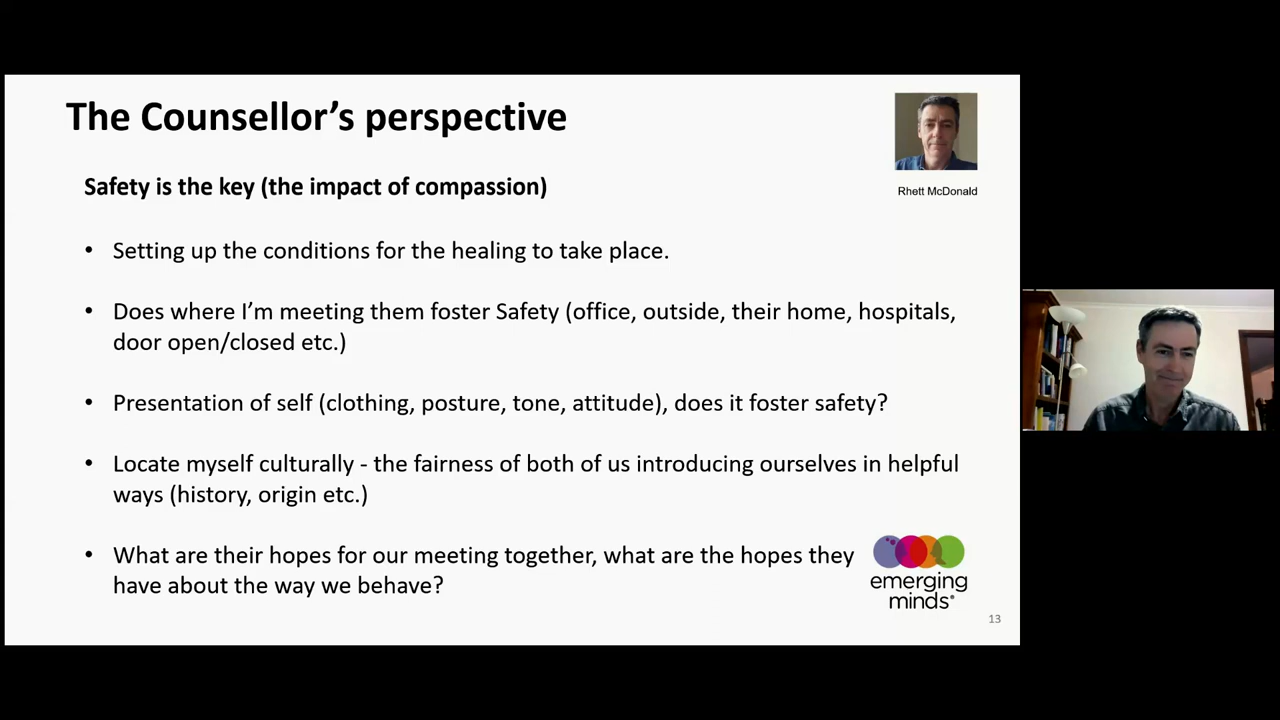 The Counsellor's perspective
Rhett McDonald
Safety is the key (the impact of compassion)
• Setting up the conditions for the healing to take place.
• Does where I'm meeting them foster Safety (office, outside, their home, hospitals,
door open/closed etc.)
• Presentation of self (clothing, posture, tone, attitude), does it foster safety?
• Locate myself culturally - the fairness of both of us introducing ourselves in helpful
ways (history, origin etc.)
• What are their hopes for our meeting together, what are the hopes they
have about the way we behave?
emerging
minds
13